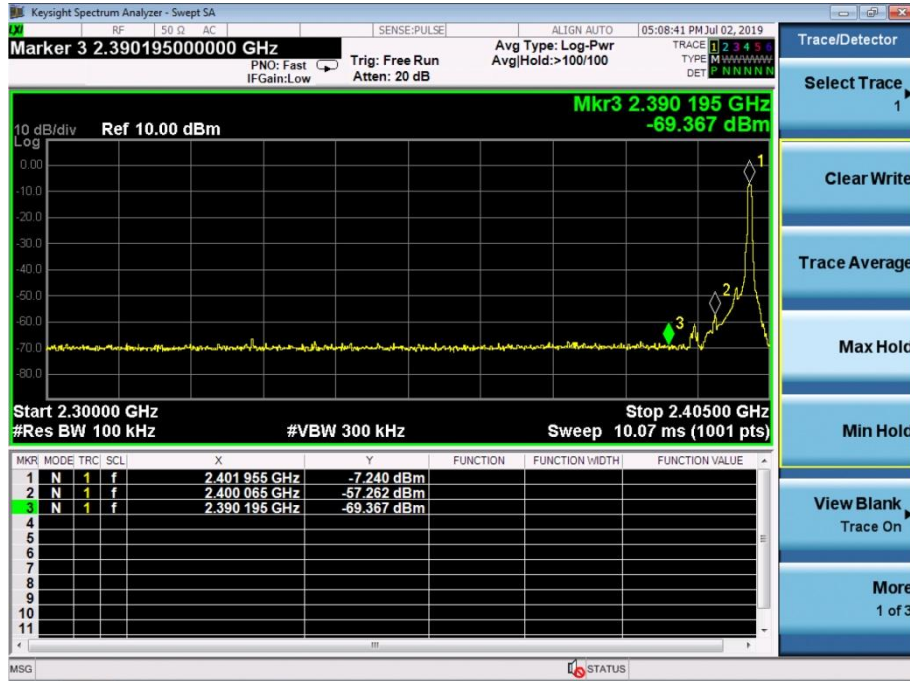 Keysight Spectrum Analyzer - Swept SA
LXI RF 50 Ω AC SENSE:PULSE ALIGN AUTO 05:08:41 PM Jul 02, 2019
Marker 3 2.390195000000 GHz
PNO: Fast
IFGain:Low
Trig: Free Run
Atten: 20 dB
Avg Type: Log-Pwr
Avg|Hold:>100/100
TRACE 1 2 3 4 5 6
TYPE M WWWWW
DET P N N N N N
Mkr3 2.390 195 GHz
-69.367 dBm
10 dB/div Ref 10.00 dBm
Log
0.00
-10.0
-20.0
-30.0
-40.0
-50.0
-60.0
-70.0
-80.0
1
2
3
Start 2.30000 GHz Stop 2.40500 GHz
#Res BW 100 kHz #VBW 300 kHz Sweep 10.07 ms (1001 pts)
MKR MODE TRC SCL X Y FUNCTION FUNCTION WIDTH FUNCTION VALUE
1 N 1 f 2.401 955 GHz -7.240 dBm
2 N 1 f 2.400 065 GHz -57.262 dBm
3 N 1 f 2.390 195 GHz -69.367 dBm
4
5
6
7
8
9
10
11
MSG STATUS
Trace/Detector
Select Trace
1
Clear Write
Trace Average
Max Hold
Min Hold
View Blank
Trace On
More
1 of 3